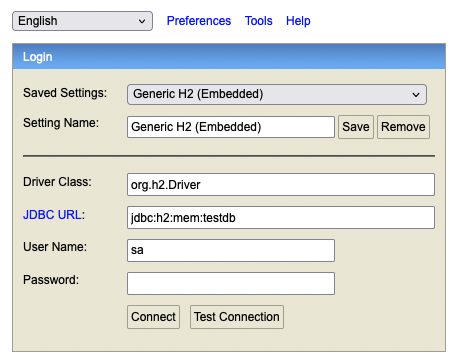 English Preferences Tools Help
Login
Saved Settings: Generic H2 (Embedded)
Setting Name: Generic H2 (Embedded) Save Remove
Driver Class: org.h2.Driver
JDBC URL: jdbc:h2:mem:testdb
User Name: sa
Password:
Connect Test Connection